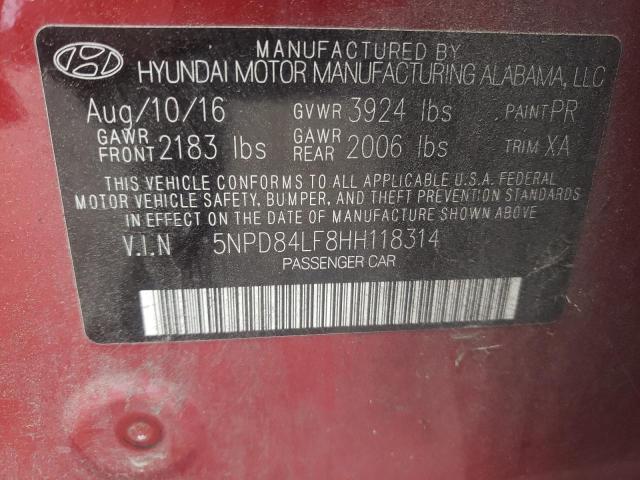 MANUFACTURED BY
HYUNDAI MOTOR MANUFACTURING ALABAMA, LLC
Aug/10/16 GVWR 3924 lbs PAINT PR
GAWR FRONT 2183 lbs GAWR REAR 2006 lbs TRIM XA
THIS VEHICLE CONFORMS TO ALL APPLICABLE U.S.A. FEDERAL
MOTOR VEHICLE SAFETY, BUMPER, AND THEFT PREVENTION STANDARDS
IN EFFECT ON THE DATE OF MANUFACTURE SHOWN ABOVE.
V.I.N 5NPD84LF8HH118314
PASSENGER CAR